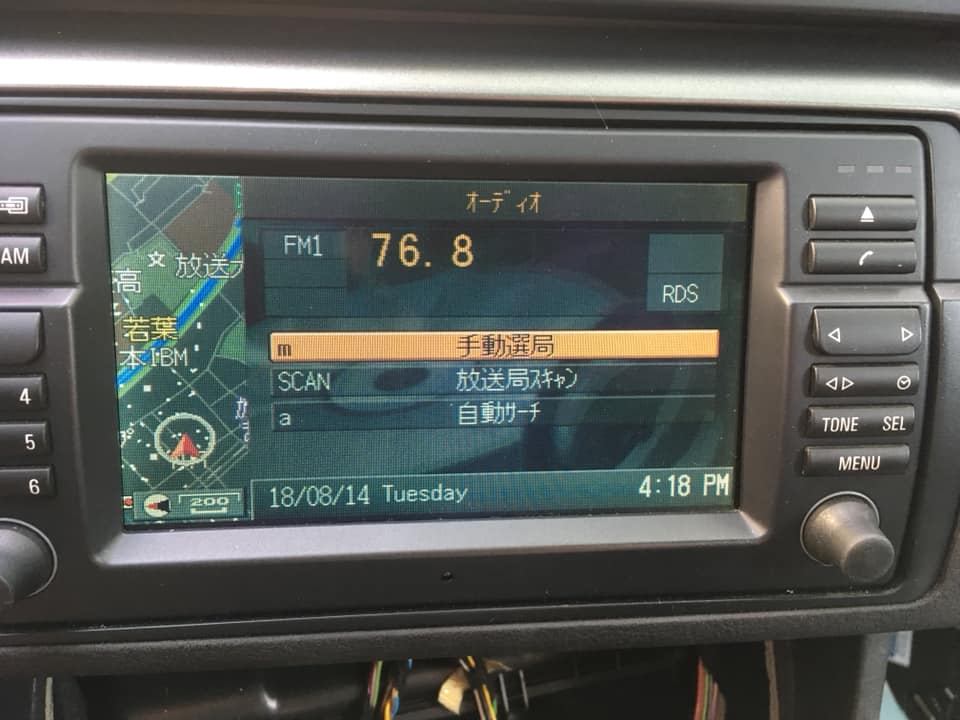 オーディオ
FM1 76.8
RDS
m 手動選局
SCAN 放送局スキャン
a 自動サーチ
18/08/14 Tuesday 4:18 PM
放送
高
若葉
本IBM
200
AM
4
5
6
TONE SEL
MENU